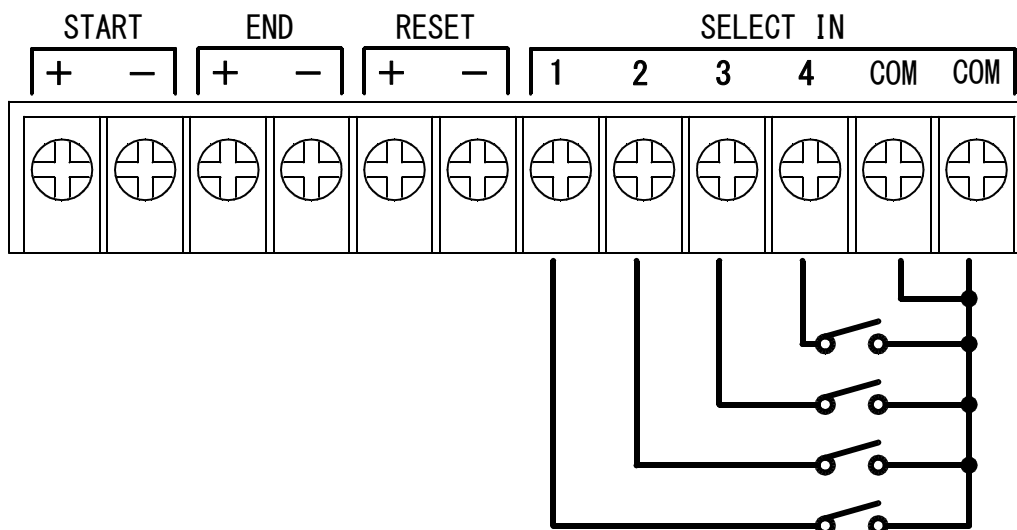 START END RESET SELECT IN
+ − + − + − 1 2 3 4 COM COM